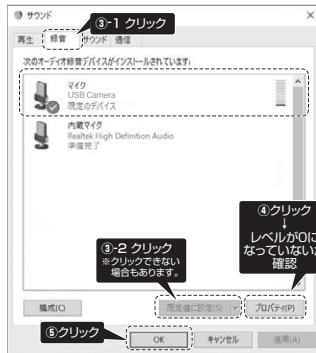 サウンド
③-1 クリック
再生 録音 サウンド 通信
次のオーディオ録音デバイスがインストールされています:
マイク
USB Camera
既定のデバイス
内蔵マイク
Realtek High Definition Audio
準備完了
④クリック
↓
レベルが0に
なっていないか
確認
③-2 クリック
※クリックできない
場合もあります。
構成(C) 既定値に設定(S) プロパティ(P)
⑤クリック
OK キャンセル 適用(A)